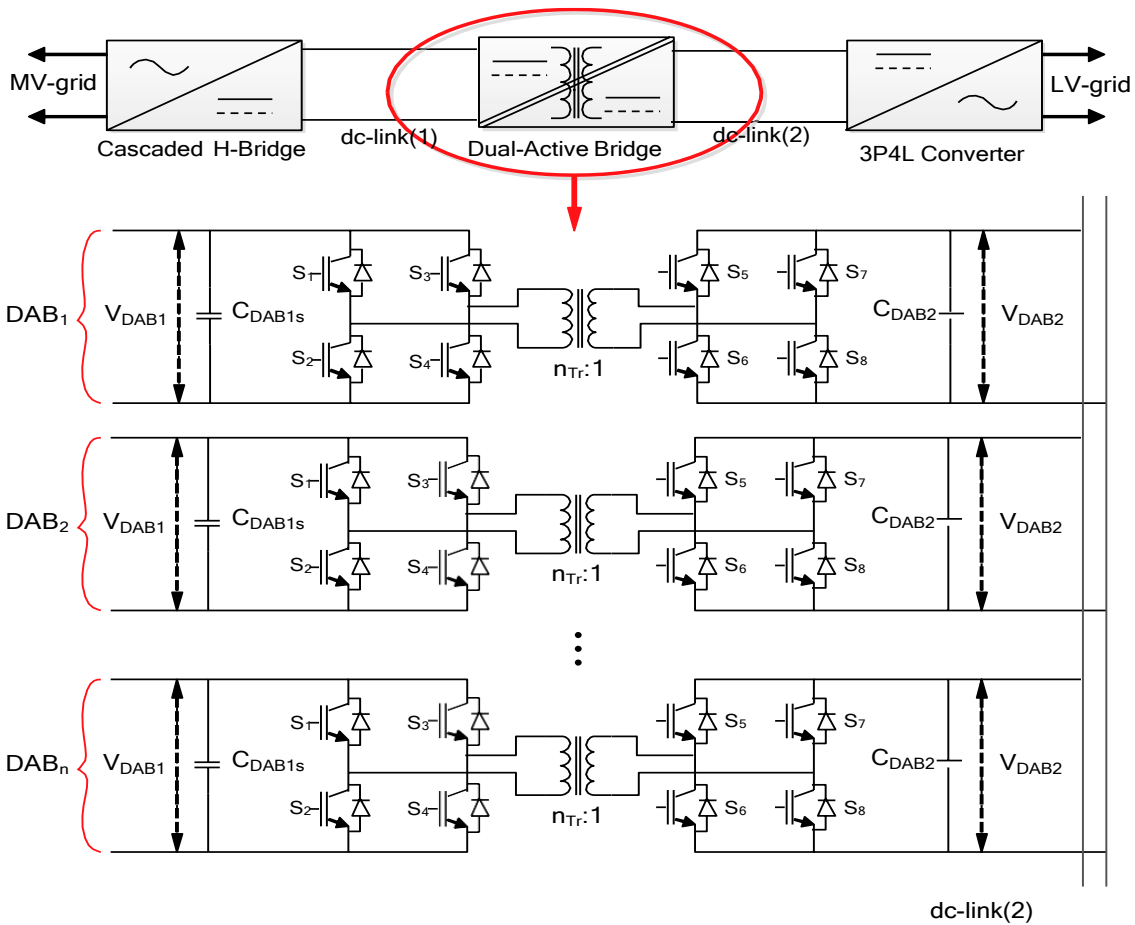 MV-grid
LV-grid
Cascaded H-Bridge
dc-link(1)
Dual-Active Bridge
dc-link(2)
3P4L Converter
DAB1
VDAB1
CDAB1s
S1
S3
S2
S4
nTr:1
S5
S7
S6
S8
CDAB2
VDAB2
DAB2
VDAB1
CDAB1s
S1
S3
S2
S4
nTr:1
S5
S7
S6
S8
CDAB2
VDAB2
DABn
VDAB1
CDAB1s
S1
S3
S2
S4
nTr:1
S5
S7
S6
S8
CDAB2
VDAB2
dc-link(2)